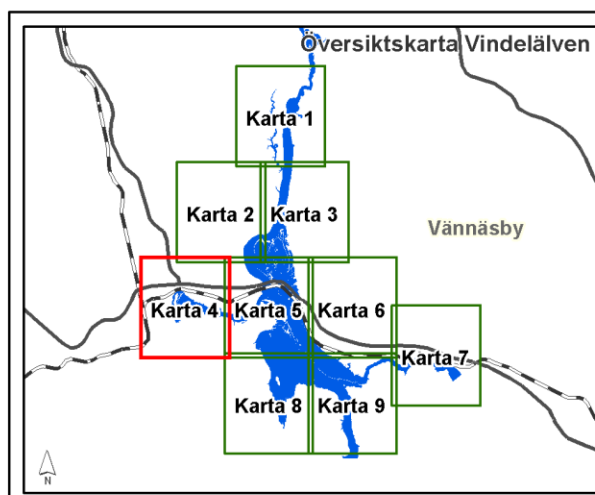 Översiktskarta Vindelälven
Karta 1
Karta 2
Karta 3
Vännäsby
Karta 4
Karta 5
Karta 6
Karta 7
Karta 8
Karta 9
N